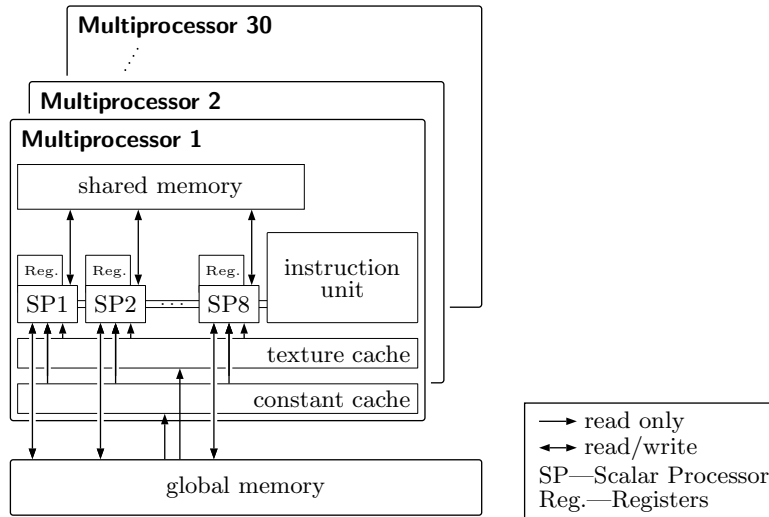 Multiprocessor 30
Multiprocessor 2
Multiprocessor 1
shared memory
Reg. Reg. Reg.
SP1 SP2 ... SP8
instruction
unit
texture cache
constant cache
global memory
read only
read/write
SP—Scalar Processor
Reg.—Registers